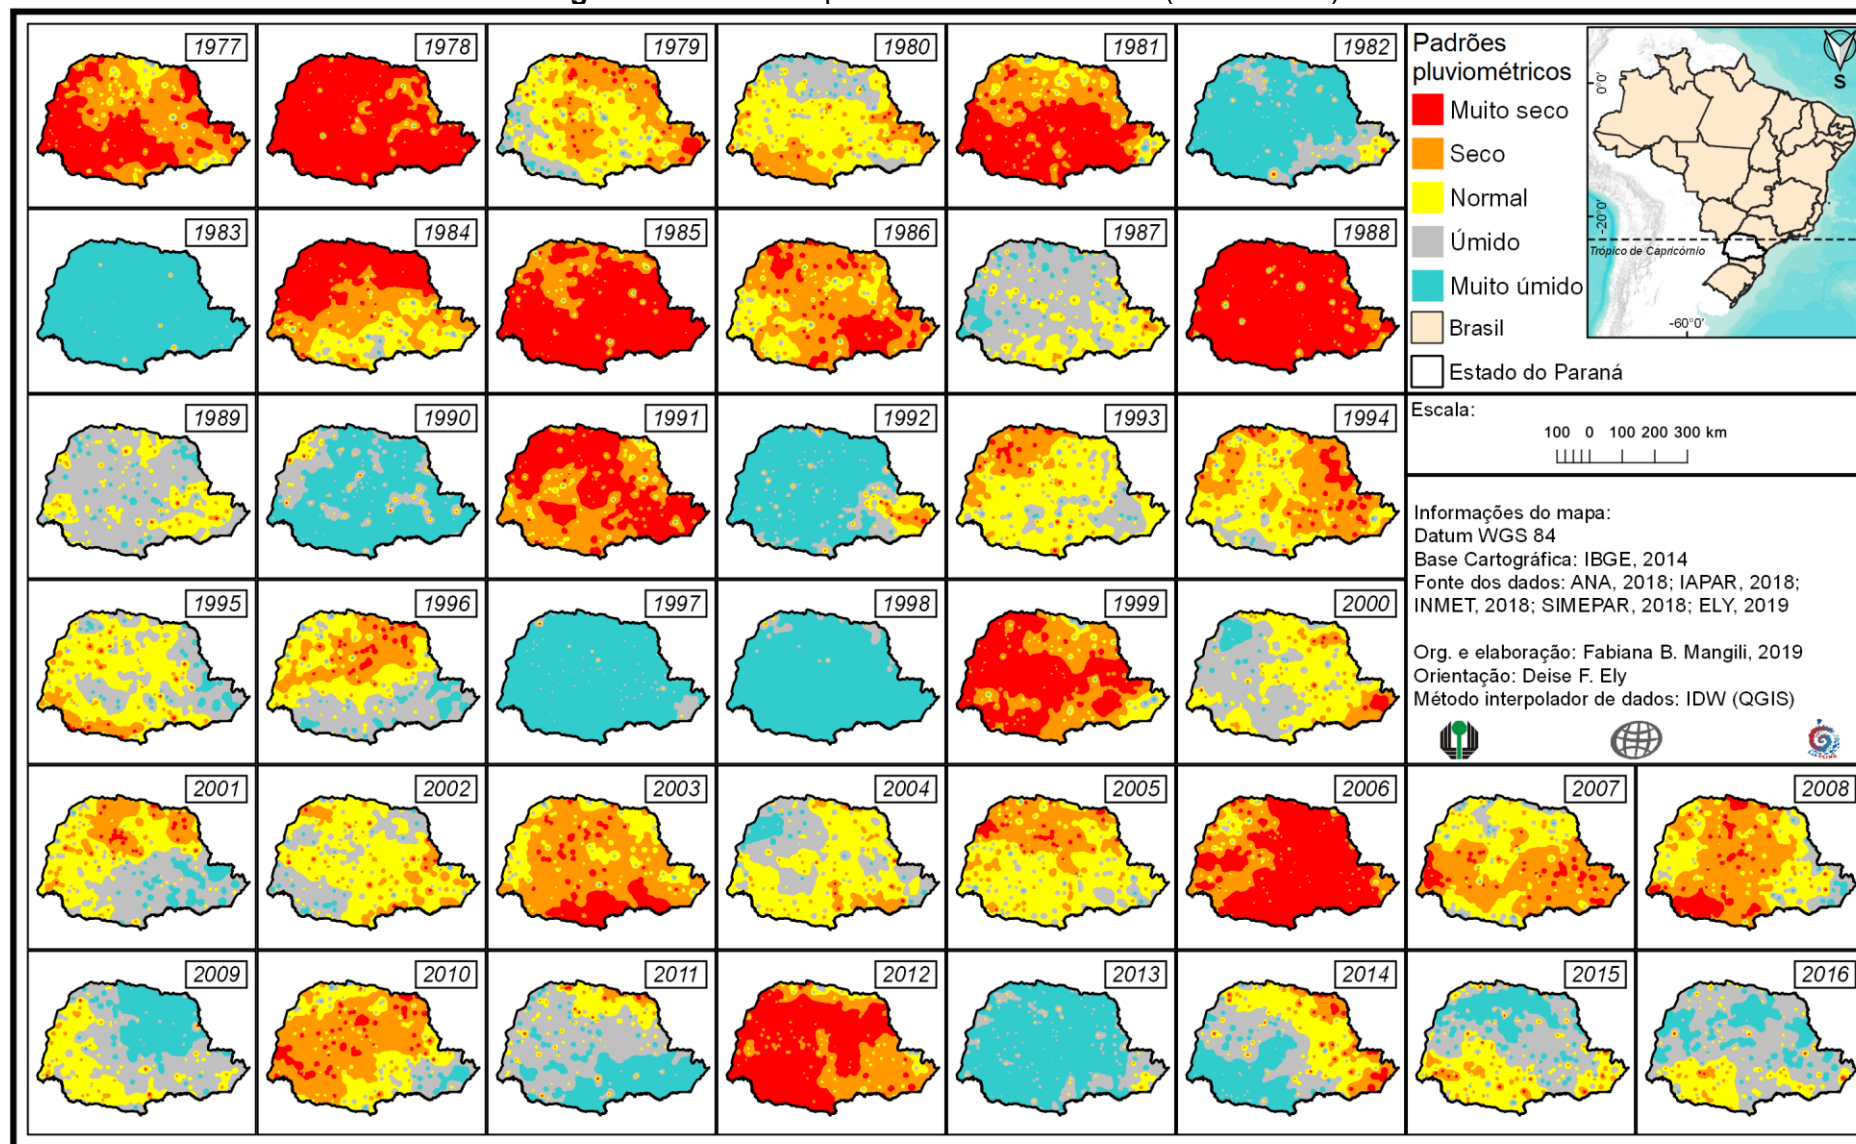 1977
1978
1979
1980
1981
1982
Padrões
pluviométricos
Muito seco
Seco
Normal
Úmido
Muito úmido
Brasil
Estado do Paraná
S
0°0'
-20°0'
Trópico de Capricórnio
-60°0'
1983
1984
1985
1986
1987
1988
1989
1990
1991
1992
1993
1994
Escala:
100 0 100 200 300 km
Informações do mapa:
Datum WGS 84
Base Cartográfica: IBGE, 2014
Fonte dos dados: ANA, 2018; IAPAR, 2018;
INMET, 2018; SIMEPAR, 2018; ELY, 2019
Org. e elaboração: Fabiana B. Mangili, 2019
Orientação: Deise F. Ely
Método interpolador de dados: IDW (QGIS)
1995
1996
1997
1998
1999
2000
2001
2002
2003
2004
2005
2006
2007
2008
2009
2010
2011
2012
2013
2014
2015
2016